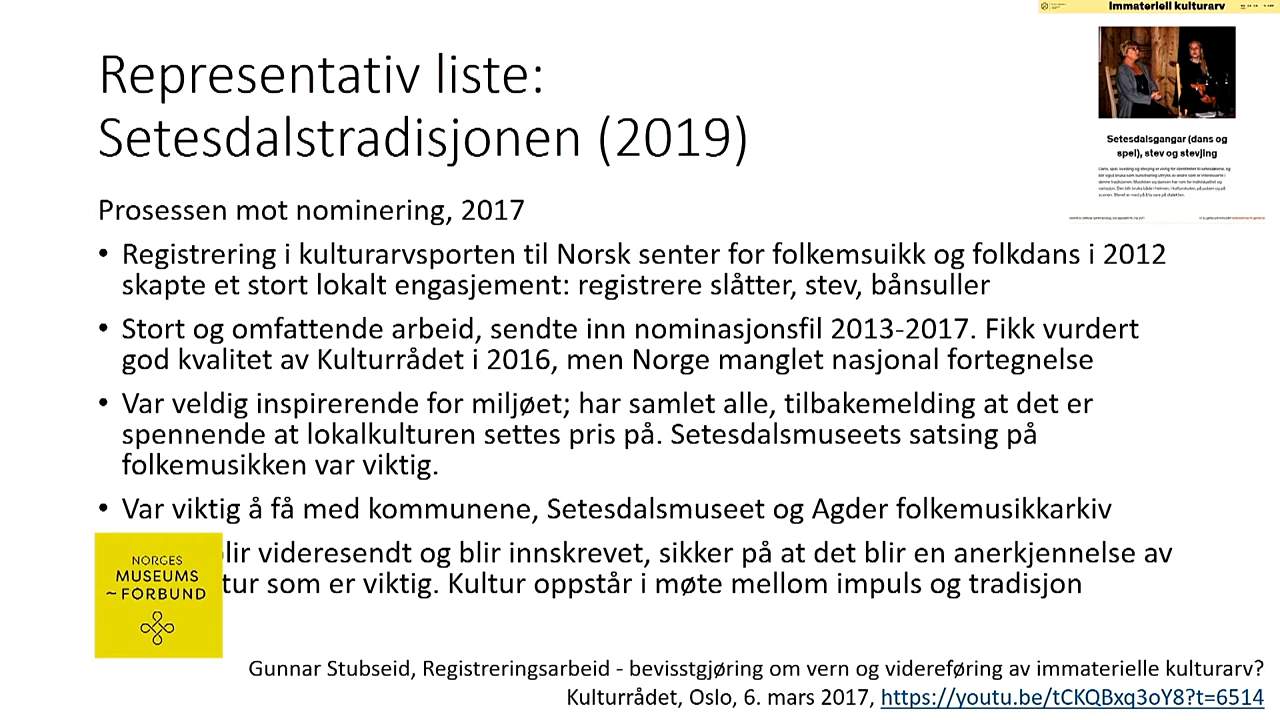 Immateriell kulturarv
Representativ liste:
Setesdalstradisjonen (2019)
Setesdalsgangar (dans og
spel), stev og stevjing
Prosessen mot nominering, 2017
• Registrering i kulturarvsporten til Norsk senter for folkemsuikk og folkdans i 2012
skapte et stort lokalt engasjement: registrere slåtter, stev, bånsuller
• Stort og omfattende arbeid, sendte inn nominasjonsfil 2013-2017. Fikk vurdert
god kvalitet av Kulturrådet i 2016, men Norge manglet nasjonal fortegnelse
• Var veldig inspirerende for miljøet; har samlet alle, tilbakemelding at det er
spennende at lokalkulturen settes pris på. Setesdalsmuseets satsing på
folkemusikken var viktig.
• Var viktig å få med kommunene, Setesdalsmuseet og Agder folkemusikkarkiv
blir videresendt og blir innskrevet, sikker på at det blir en anerkjennelse av
tur som er viktig. Kultur oppstår i møte mellom impuls og tradisjon
NORGES
MUSEUMS
~FORBUND
Gunnar Stubseid, Registreringsarbeid - bevisstgjøring om vern og videreføring av immaterielle kulturarv?
Kulturrådet, Oslo, 6. mars 2017, https://youtu.be/tCKQBxq3oY8?t=6514